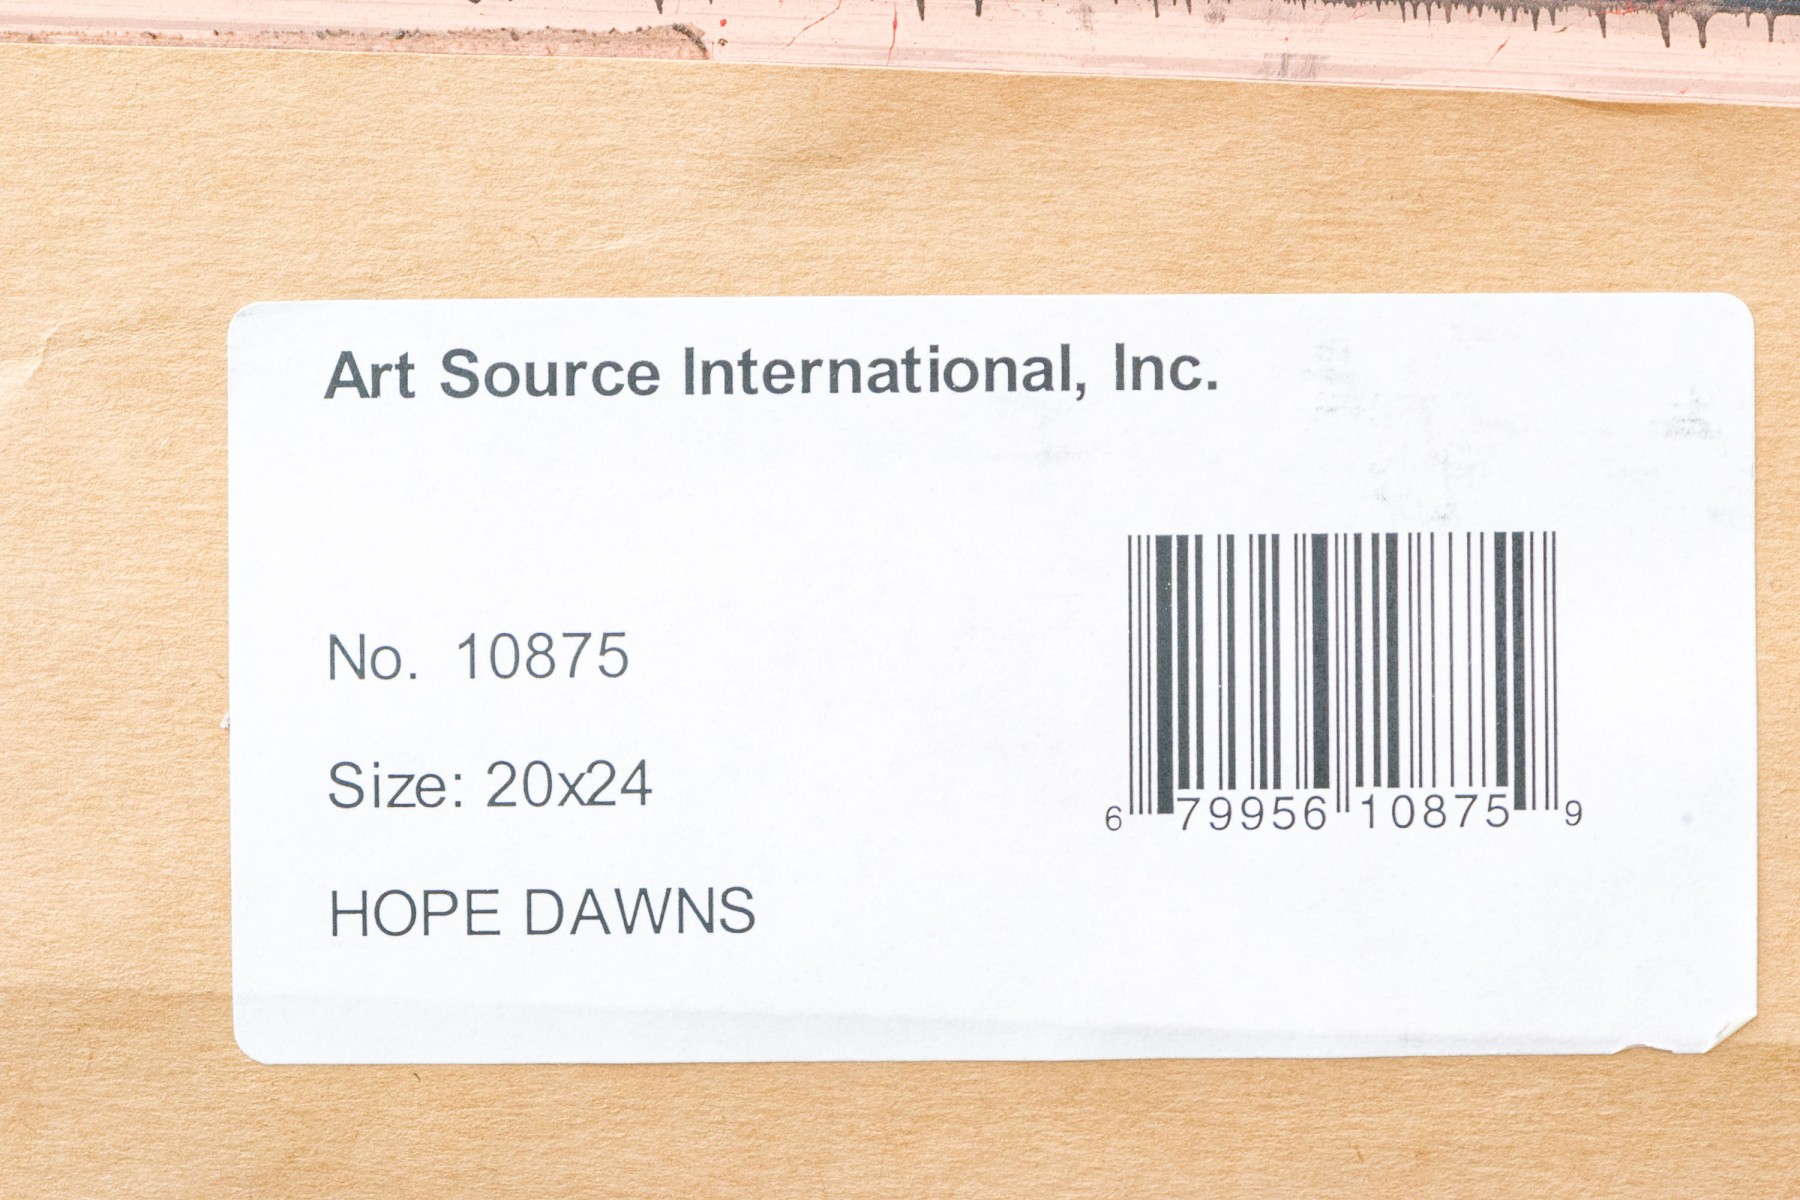 Art Source International, Inc.
No. 10875
Size: 20x24
HOPE DAWNS
6 79956 10875 9